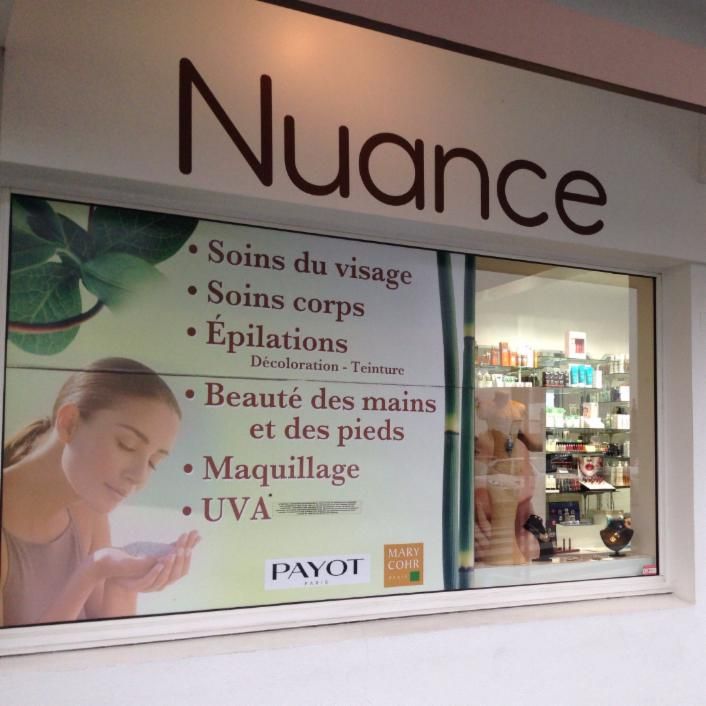 Nuance
• Soins du visage
• Soins corps
• Épilations
Décoloration - Teinture
• Beauté des mains
et des pieds
• Maquillage
• UVA*
PAYOT
PARIS
MARY
COHR
PARIS